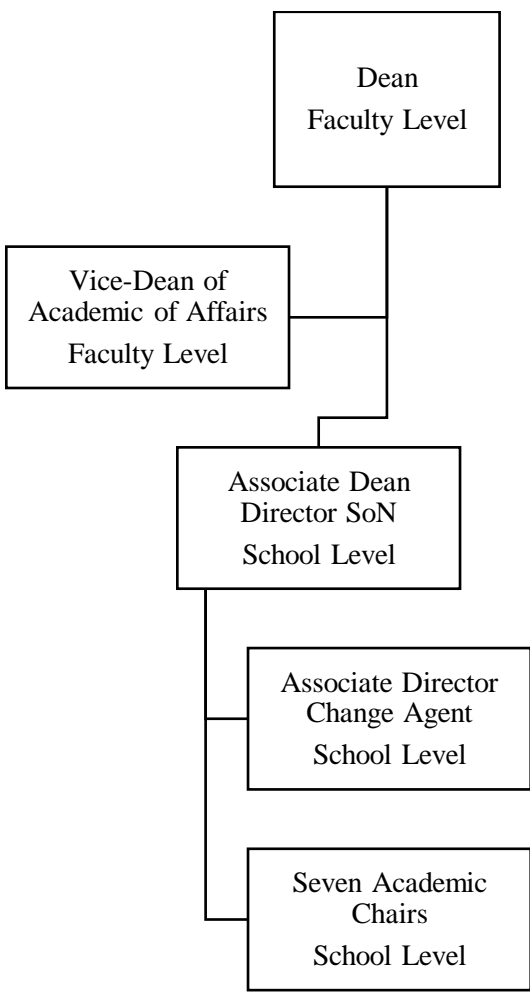 Dean
Faculty Level
Vice-Dean of
Academic of Affairs
Faculty Level
Associate Dean
Director SoN
School Level
Associate Director
Change Agent
School Level
Seven Academic
Chairs
School Level